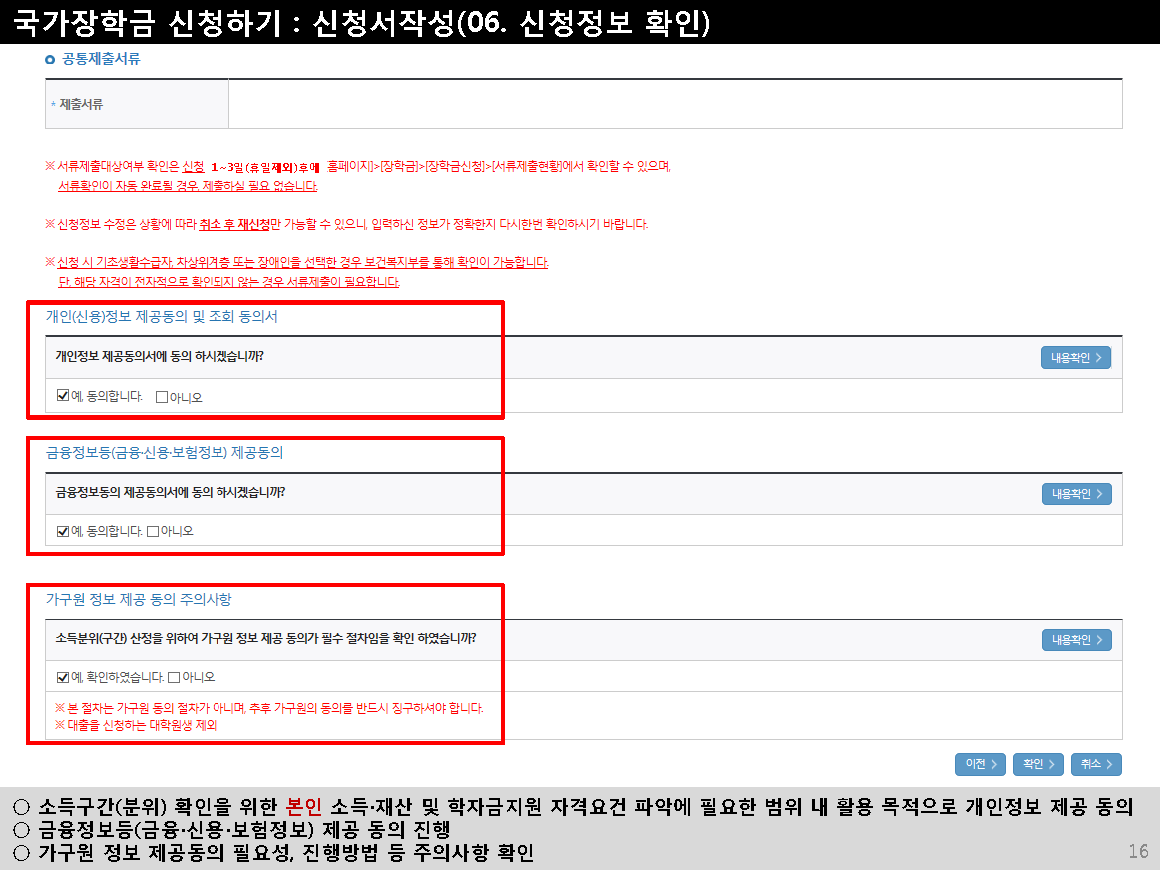 국가장학금 신청하기 : 신청서작성(06. 신청정보 확인)
공통제출서류
* 제출서류
※ 서류제출대상여부 확인은 신청 1~3일(휴일제외)후에 홈페이지]>[장학금]>[장학금신청]>[서류제출현황]에서 확인할 수 있으며,
서류확인이 자동 완료될 경우, 제출하실 필요 없습니다.
※ 신청정보 수정은 상황에 따라 취소 후 재신청만 가능할 수 있으니, 입력하신 정보가 정확한지 다시한번 확인하시기 바랍니다.
※ 신청 시 기초생활수급자, 차상위계층 또는 장애인을 선택한 경우 보건복지부를 통해 확인이 가능합니다.
단, 해당 자격이 전자적으로 확인되지 않는 경우 서류제출이 필요합니다.
개인(신용)정보 제공동의 및 조회 동의서
개인정보 제공동의서에 동의 하시겠습니까?
내용확인 >
예, 동의합니다. 아니오
금융정보등(금융·신용·보험정보) 제공동의
금융정보동의 제공동의서에 동의 하시겠습니까?
내용확인 >
예, 동의합니다. 아니오
가구원 정보 제공 동의 주의사항
소득분위(구간) 산정을 위하여 가구원 정보 제공 동의가 필수 절차임을 확인 하였습니까?
내용확인 >
예, 확인하였습니다. 아니오
※ 본 절차는 가구원 동의 절차가 아니며, 추후 가구원의 동의를 반드시 징구하셔야 합니다.
※ 대출을 신청하는 대학원생 제외
이전 > 확인 > 취소 >
○ 소득구간(분위) 확인을 위한 본인 소득·재산 및 학자금지원 자격요건 파악에 필요한 범위 내 활용 목적으로 개인정보 제공 동의
○ 금융정보등(금융·신용·보험정보) 제공 동의 진행
○ 가구원 정보 제공동의 필요성, 진행방법 등 주의사항 확인
16